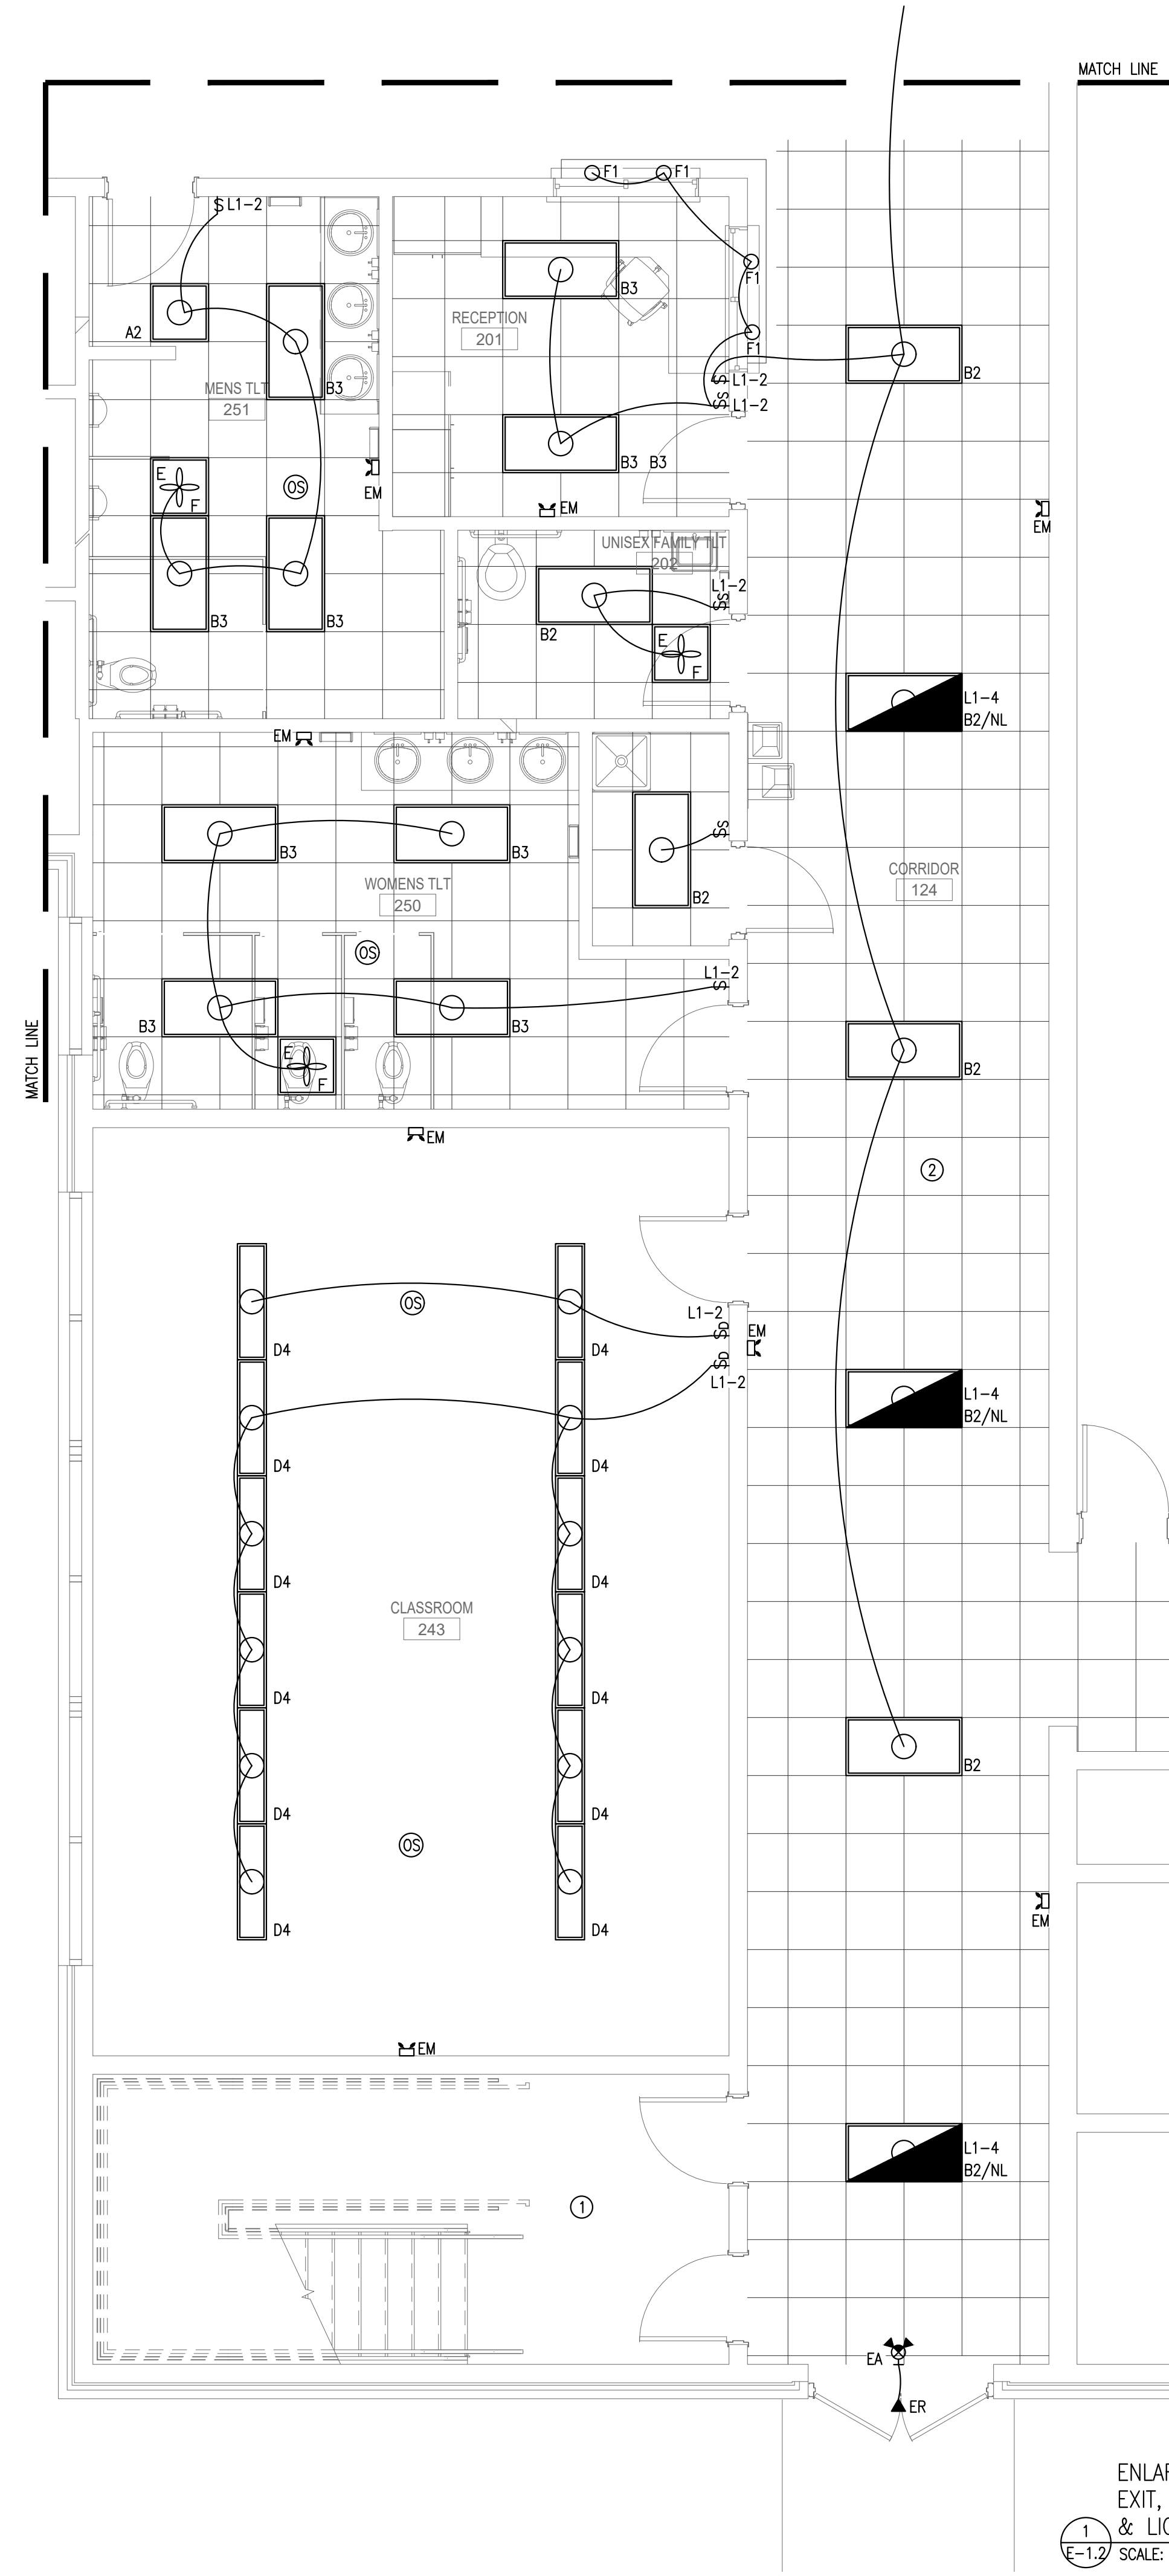 MATCH LINE
F1
F1
$ L1-2
F1
B3
RECEPTION
201
A2
F1
B2
MENS TLT
251
B3
S L1-2
SS L1-2
E
F
OS
EM
B3 B3
EM
EM
UNISEX FAMILY TLT
202
L1-2
SS
B3
B3
B2
E
F
L1-4
B2/NL
EM
B3
B3
SS
B2
WOMENS TLT
250
CORRIDOR
124
OS
L1-2
S
B3
B3
E
F
B2
MATCH LINE
EM
2
OS
L1-2
SD
EM
D4
D4
SD
L1-2
L1-4
B2/NL
D4
D4
D4
D4
CLASSROOM
243
D4
D4
B2
D4
D4
OS
EM
D4
D4
EM
L1-4
B2/NL
1
EA
ER
ENLAR
EXIT,
& LIG
1
E-1.2
SCALE: